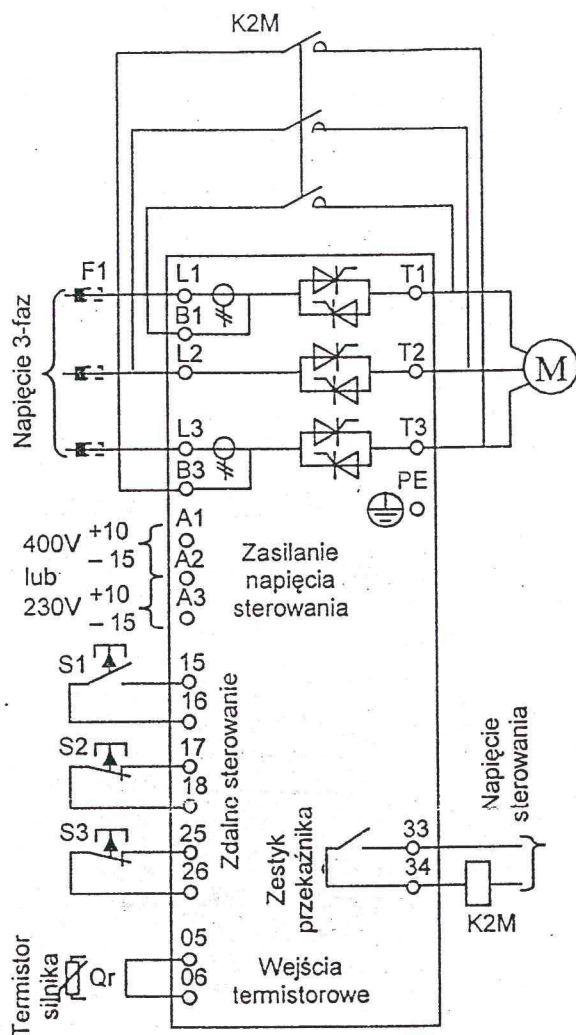 K2M
F1
L1
T1
B1
L2
T2
M
Napięcie 3-faz
L3
T3
B3
PE
A1
400V +10
– 15
A2
lub
A3
230V +10
– 15
Zasilanie
napięcia
sterowania
S1
15
16
S2
17
18
S3
25
26
Zdalne sterowanie
Napięcie
sterowania
33
34
Zestyk
przekaźnika
K2M
Termistor
silnika
Qr
05
06
Wejścia
termistorowe